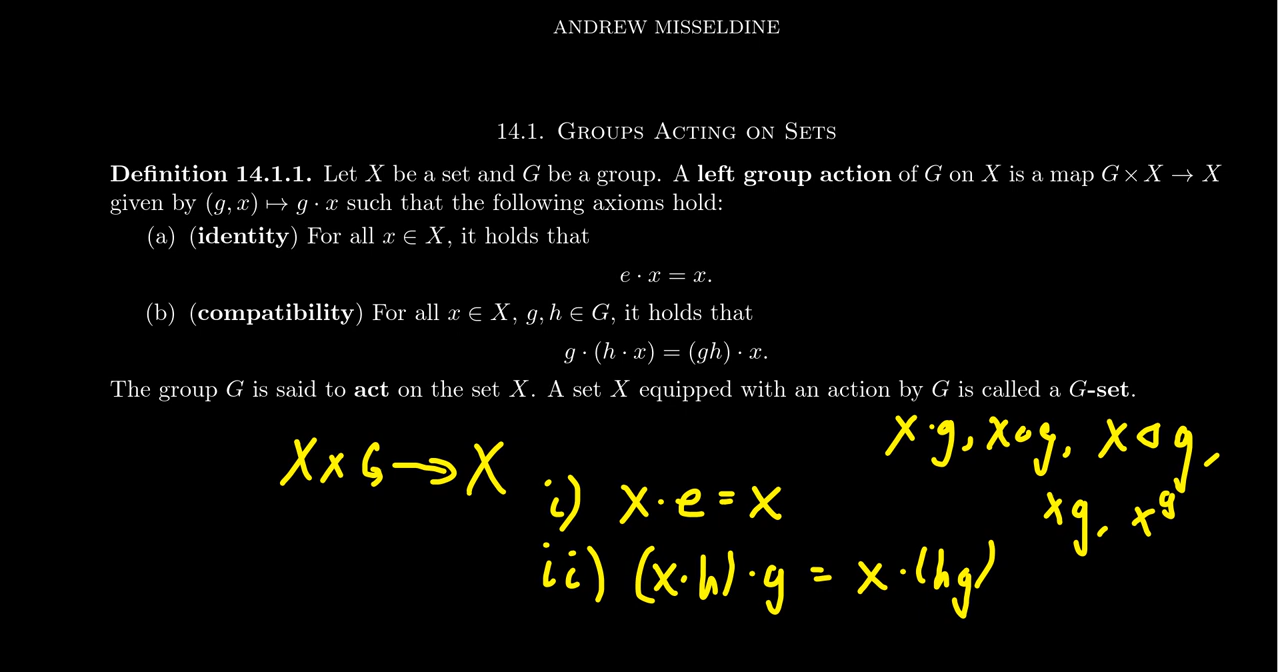 ANDREW MISSELDINE
14.1. GROUPS ACTING ON SETS
Definition 14.1.1. Let X be a set and G be a group. A left group action of G on X is a map G × X → X
given by (g, x) ↦ g · x such that the following axioms hold:
(a) (identity) For all x ∈ X, it holds that
e · x = x.
(b) (compatibility) For all x ∈ X, g, h ∈ G, it holds that
g · (h · x) = (gh) · x.
The group G is said to act on the set X. A set X equipped with an action by G is called a G-set.
x · g, x ∘ g, x ◁ g,
X × G → X
i) x · e = x
xg, x^g
ii) (x · h) · g = x · (hg)